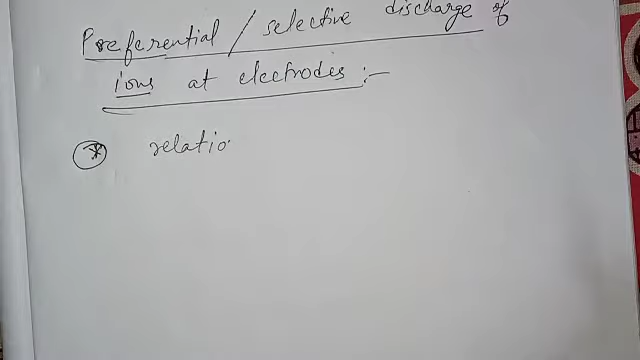 Preferential / selective discharge of
ions at electrodes :-
* relatio